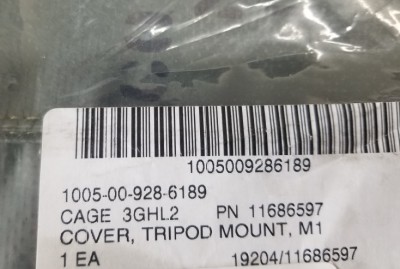 1005009286189
1005-00-928-6189
CAGE 3GHL2 PN 11686597
COVER, TRIPOD MOUNT, M1
1 EA 19204/11686597